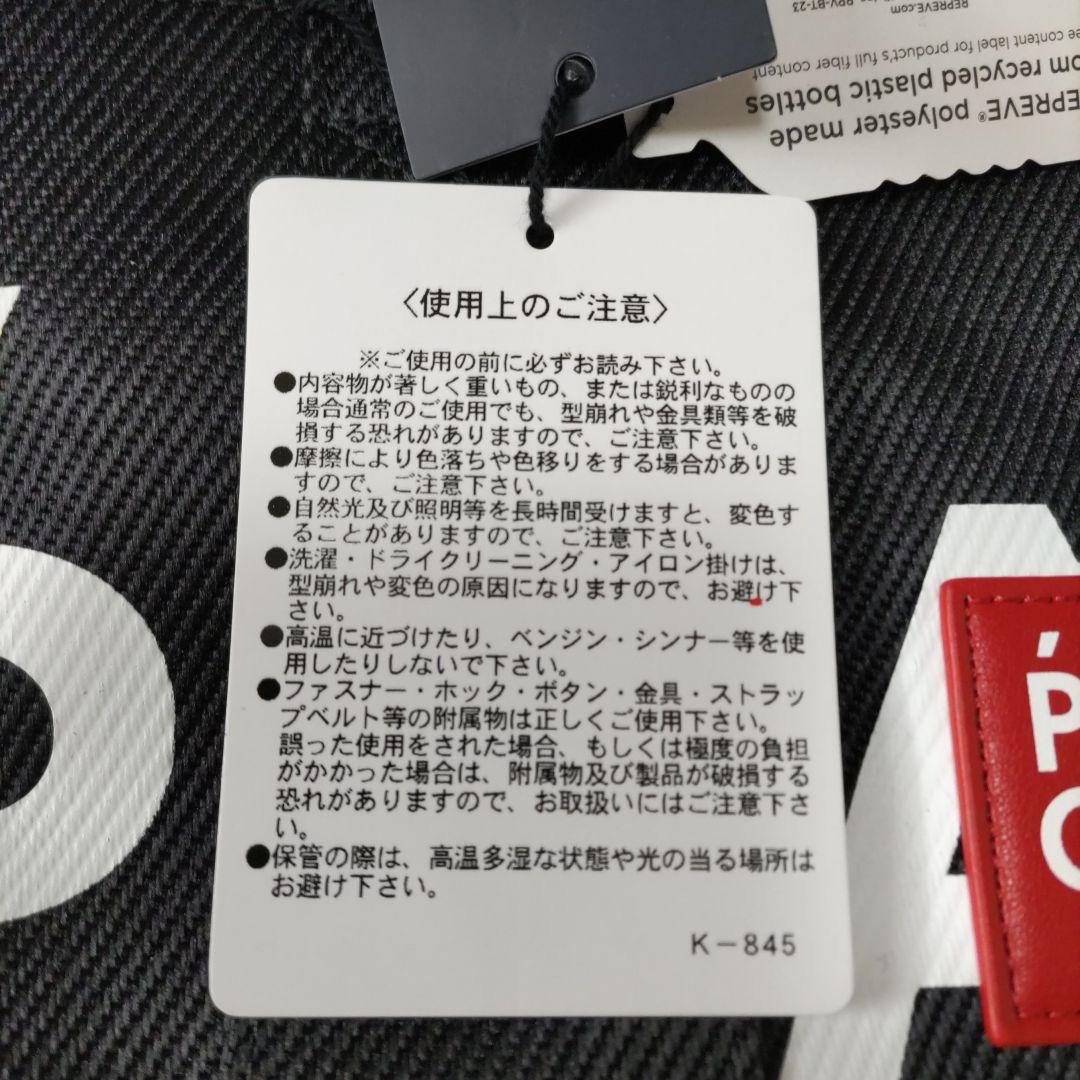 REPREVE® polyester made
from recycled plastic bottles
content label for product's full fiber content
REPREVE.com
〈使用上のご注意〉
※ご使用の前に必ずお読み下さい。
●内容物が著しく重いもの、または鋭利なものの
場合通常のご使用でも、型崩れや金具類等を破
損する恐れがありますので、ご注意下さい。
●摩擦により色落ちや色移りをする場合がありま
すので、ご注意下さい。
●自然光及び照明等を長時間受けますと、変色す
ることがありますので、ご注意下さい。
●洗濯・ドライクリーニング・アイロン掛けは、
型崩れや変色の原因になりますので、お避け下
さい。
●高温に近づけたり、ベンジン・シンナー等を使
用したりしないで下さい。
●ファスナー・ホック・ボタン・金具・ストラッ
プベルト等の附属物は正しくご使用下さい。
誤った使用をされた場合、もしくは極度の負担
がかかった場合は、附属物及び製品が破損する
恐れがありますので、お取扱いにはご注意下さ
い。
●保管の際は、高温多湿な状態や光の当る場所は
お避け下さい。
K－845